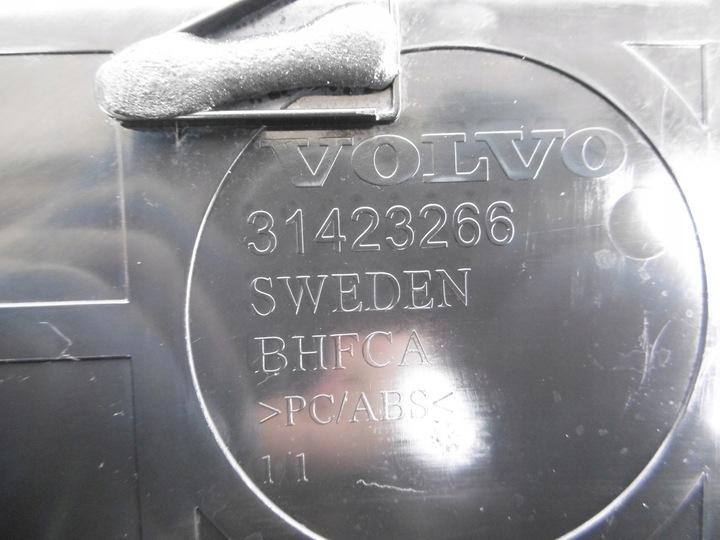 VOLVO
31423266
SWEDEN
BHFCA
>PC/ABS<
1/1